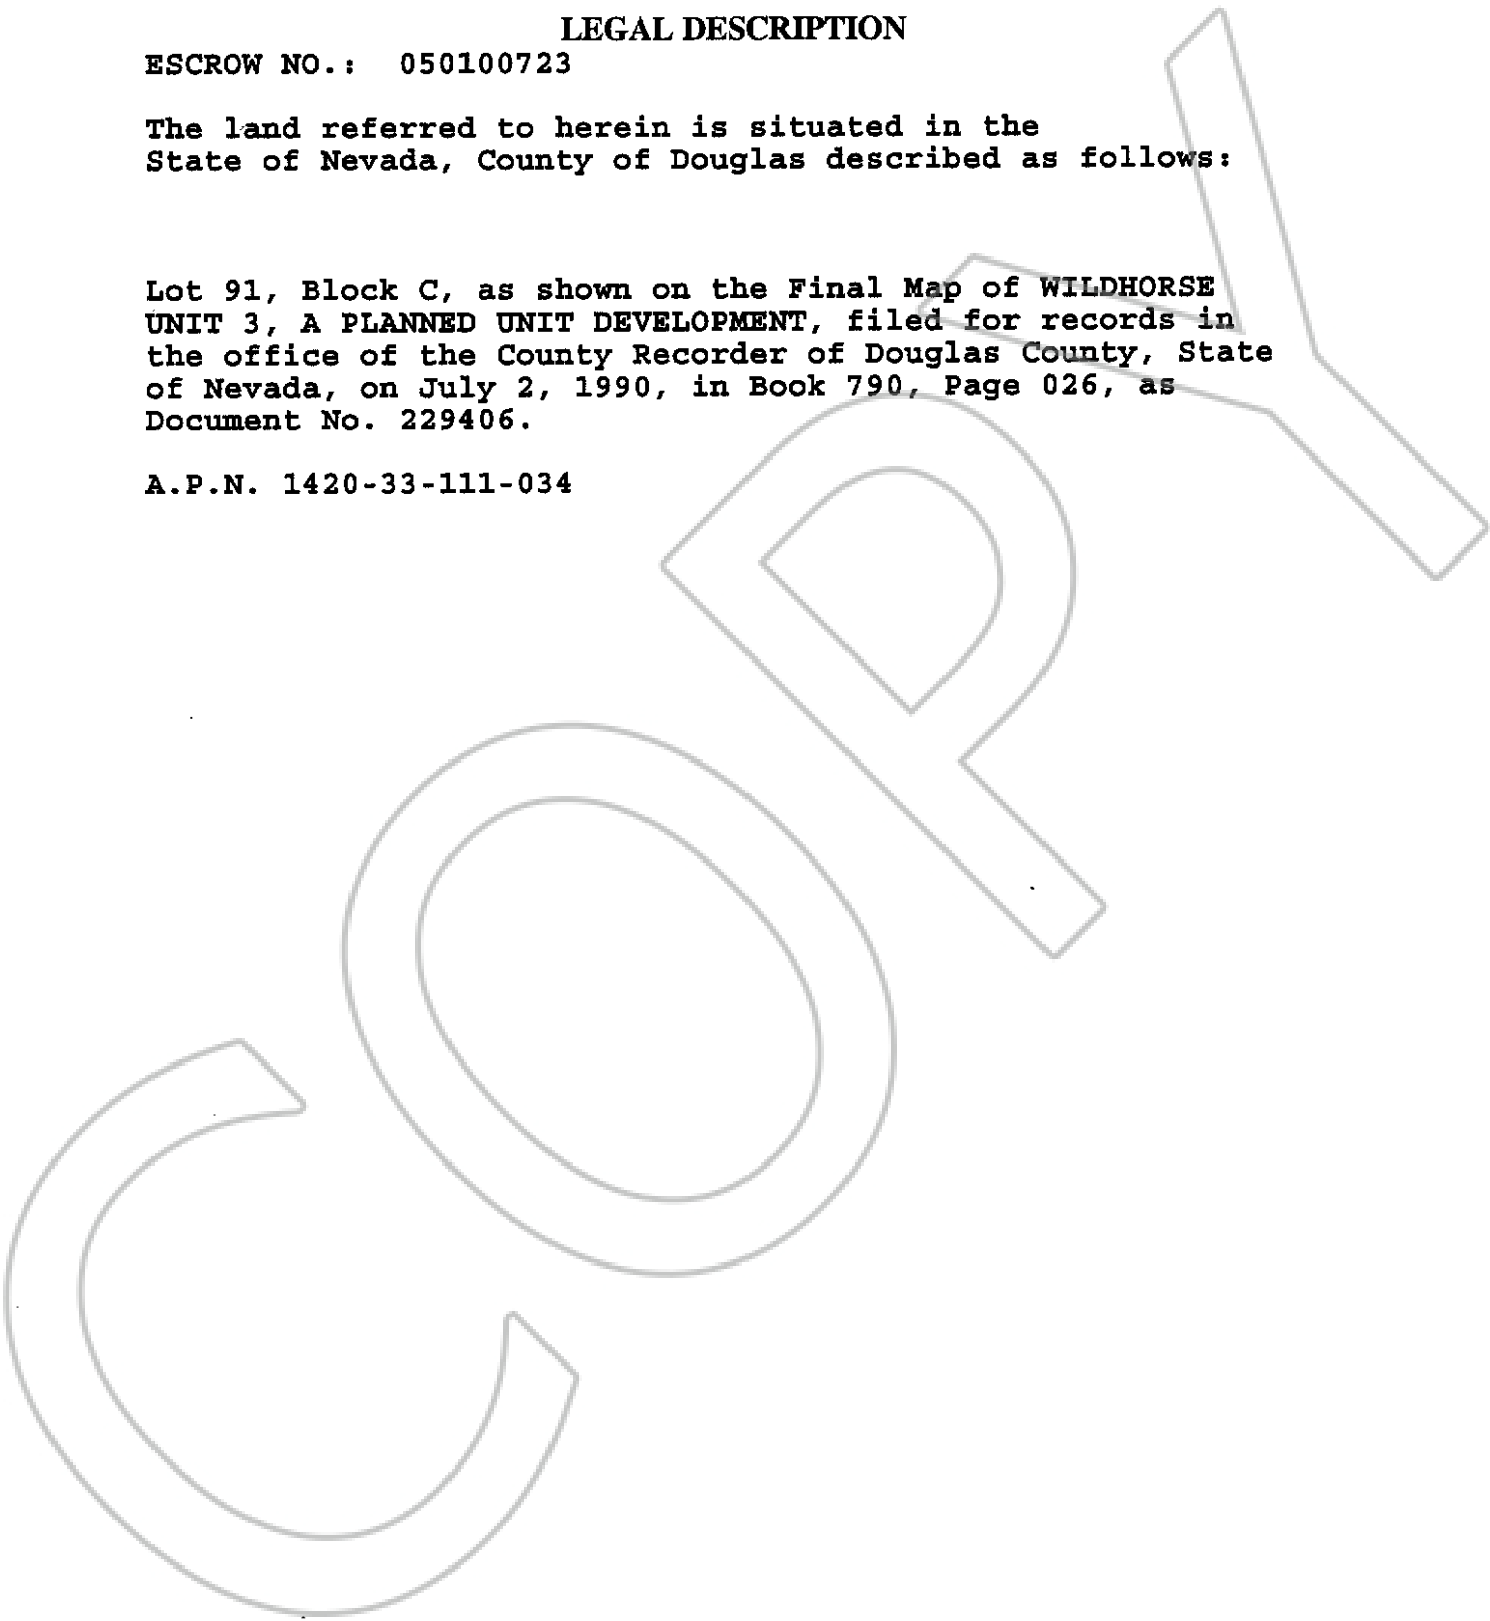 LEGAL DESCRIPTION
ESCROW NO.: 050100723
The land referred to herein is situated in the
State of Nevada, County of Douglas described as follows:
Lot 91, Block C, as shown on the Final Map of WILDHORSE
UNIT 3, A PLANNED UNIT DEVELOPMENT, filed for records in
the office of the County Recorder of Douglas County, State
of Nevada, on July 2, 1990, in Book 790, Page 026, as
Document No. 229406.
A.P.N. 1420-33-111-034
COPY